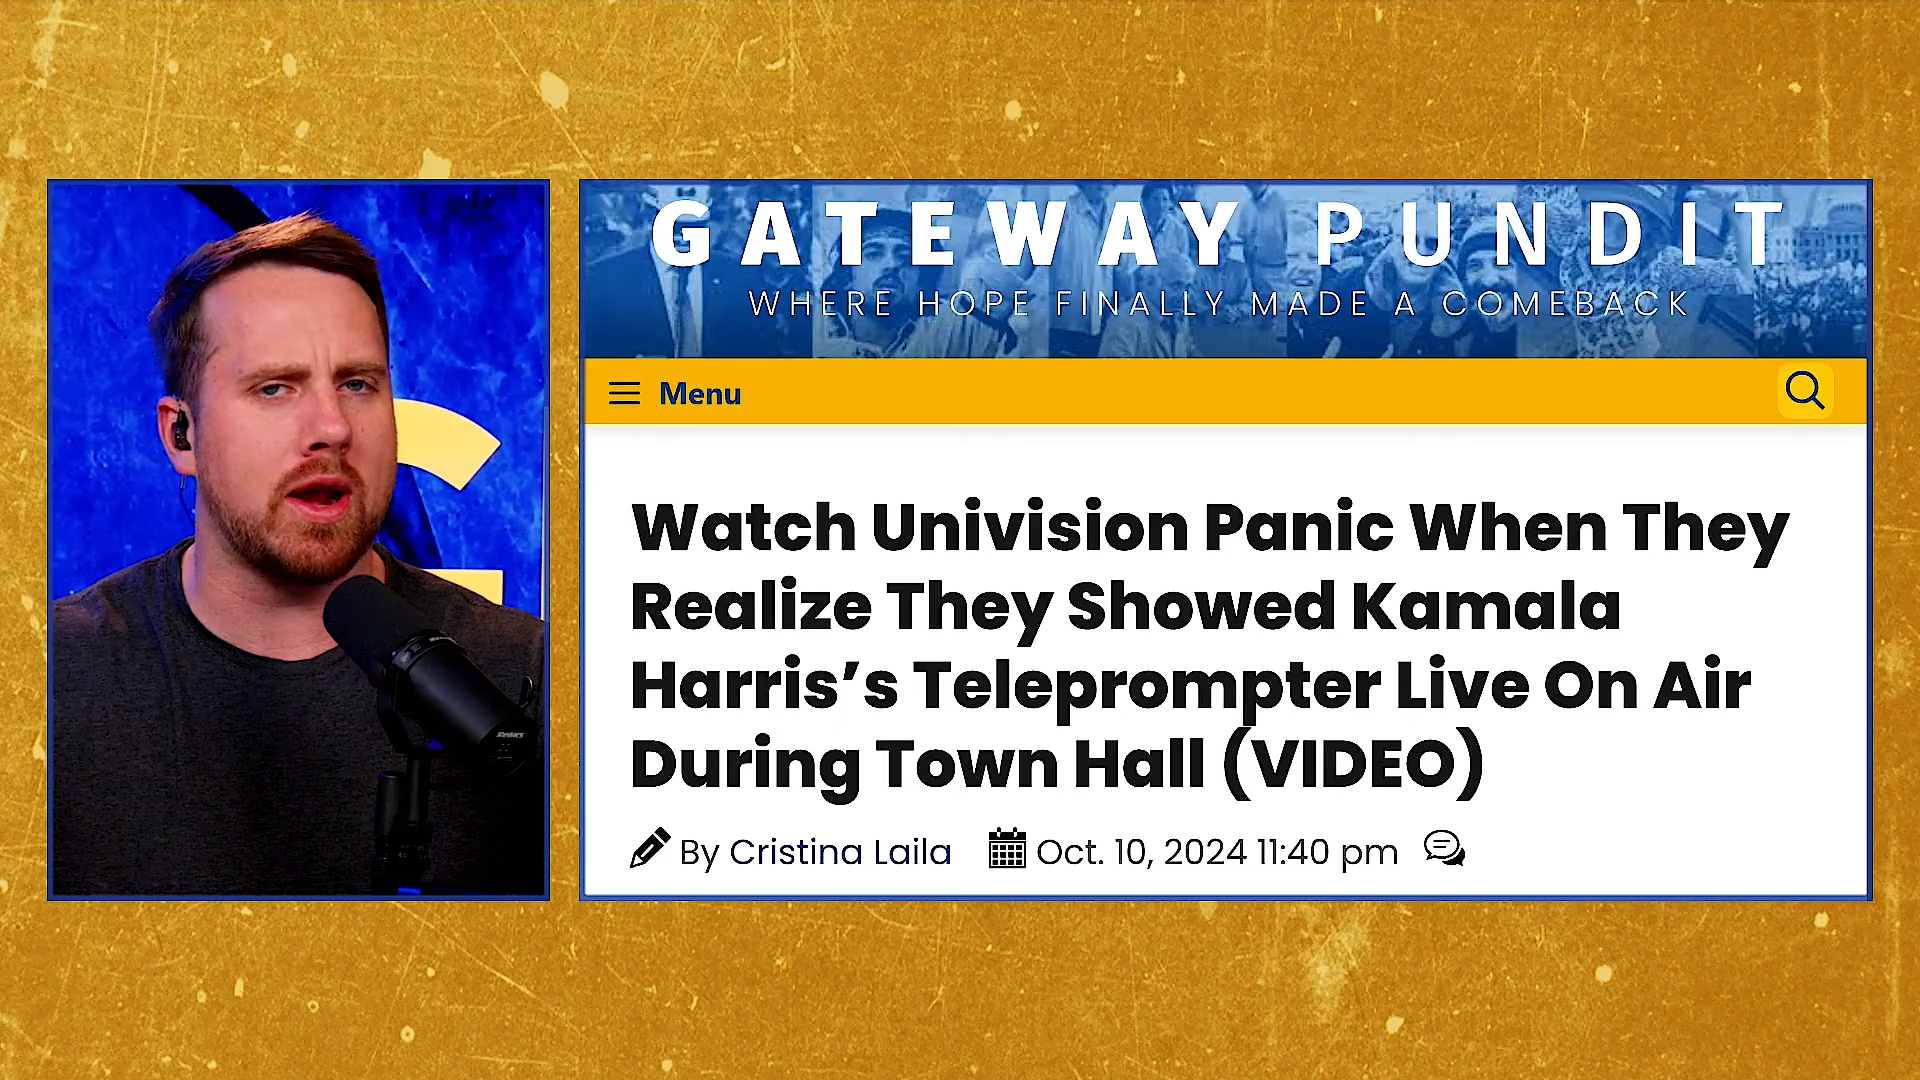 GATEWAY PUNDIT
WHERE HOPE FINALLY MADE A COMEBACK
Menu
Watch Univision Panic When They
Realize They Showed Kamala
Harris’s Teleprompter Live On Air
During Town Hall (VIDEO)
By Cristina Laila Oct. 10, 2024 11:40 pm